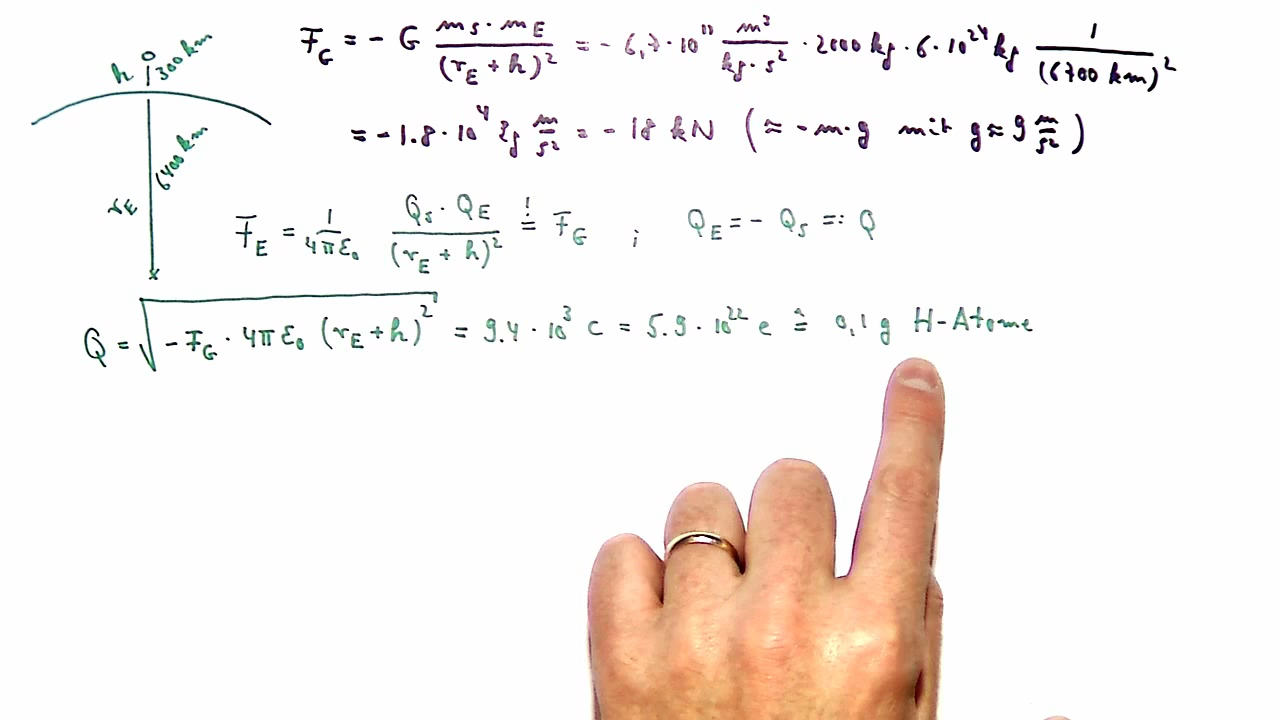 F_G = - G (m_S · m_E)/(r_E + h)² = - 6,7 · 10¹¹ m³/(kg · s²) · 2000 kg · 6 · 10²⁴ kg 1/(6700 km)²
h 300 km
= - 1.8 · 10⁴ kg m/s² = - 18 kN (≈ - m · g mit g ≈ 9 m/s²)
6400 km
r_E
F_E = 1/(4πε₀) (Q_S · Q_E)/(r_E + h)² =! F_G ; Q_E = - Q_S =: Q
Q = √(- F_G · 4πε₀ (r_E + h)²) = 9.4 · 10³ C = 5.9 · 10²² e ≙ 0,1 g H-Atome